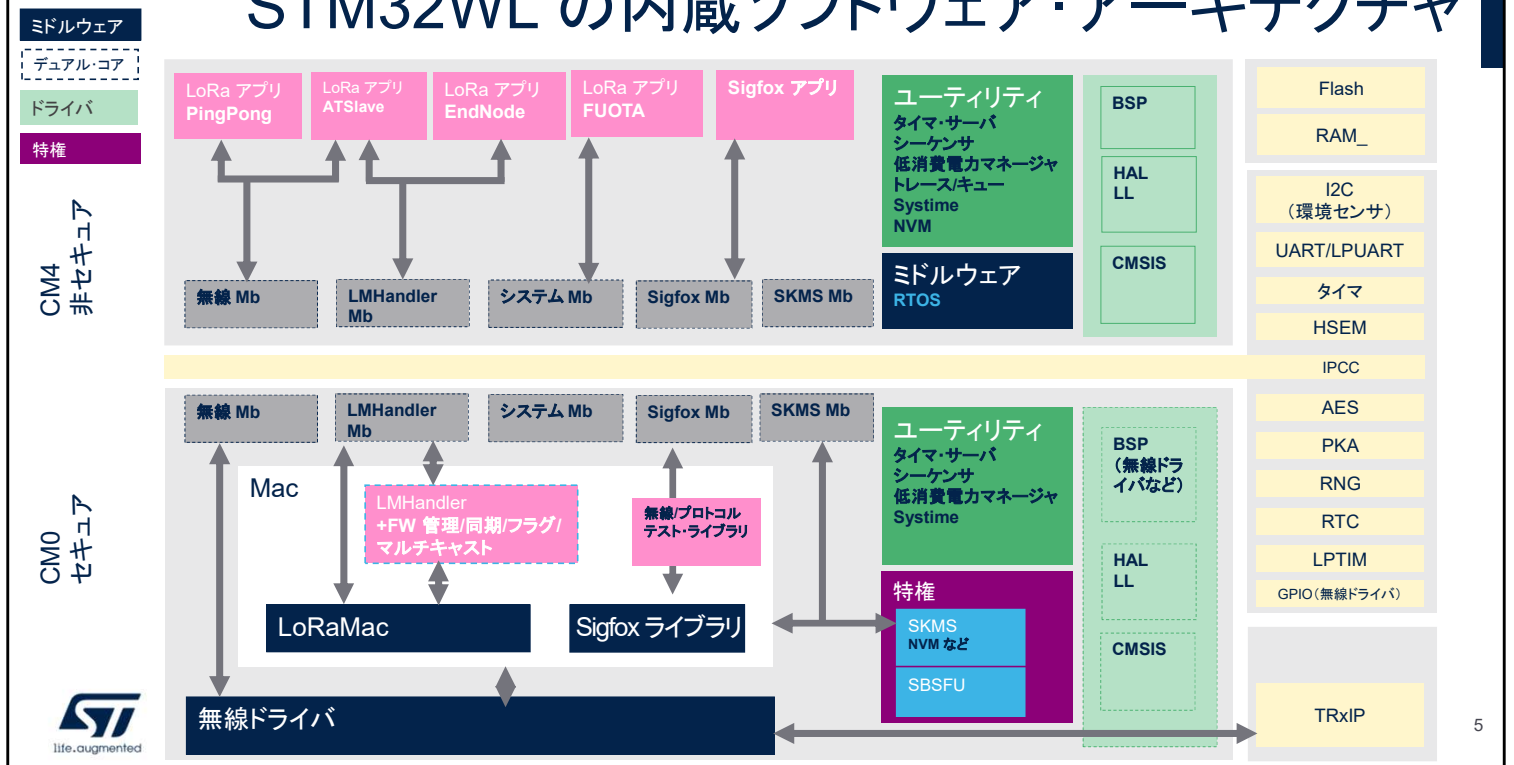 STM32WL の内蔵ソフトウェア・アーキテクチャ
ミドルウェア
デュアル・コア
ドライバ
特権
CM4
非セキュア
LoRa アプリ
PingPong
LoRa アプリ
ATSlave
LoRa アプリ
EndNode
LoRa アプリ
FUOTA
Sigfox アプリ
無線 Mb
LMHandler
Mb
システム Mb
Sigfox Mb
SKMS Mb
ユーティリティ
タイマ・サーバ
シーケンサ
低消費電力マネージャ
トレース/キュー
Systime
NVM
ミドルウェア
RTOS
BSP
HAL
LL
CMSIS
Flash
RAM_
I2C
（環境センサ）
UART/LPUART
タイマ
HSEM
IPCC
AES
PKA
RNG
RTC
LPTIM
GPIO（無線ドライバ）
TRxIP
CM0
セキュア
無線 Mb
LMHandler
Mb
システム Mb
Sigfox Mb
SKMS Mb
Mac
LMHandler
+FW 管理/同期/フラグ/
マルチキャスト
無線/プロトコル
テスト・ライブラリ
LoRaMac
Sigfox ライブラリ
無線ドライバ
ユーティリティ
タイマ・サーバ
シーケンサ
低消費電力マネージャ
Systime
特権
SKMS
NVM など
SBSFU
BSP
（無線ドラ
イバなど）
HAL
LL
CMSIS
ST
life.augmented
5